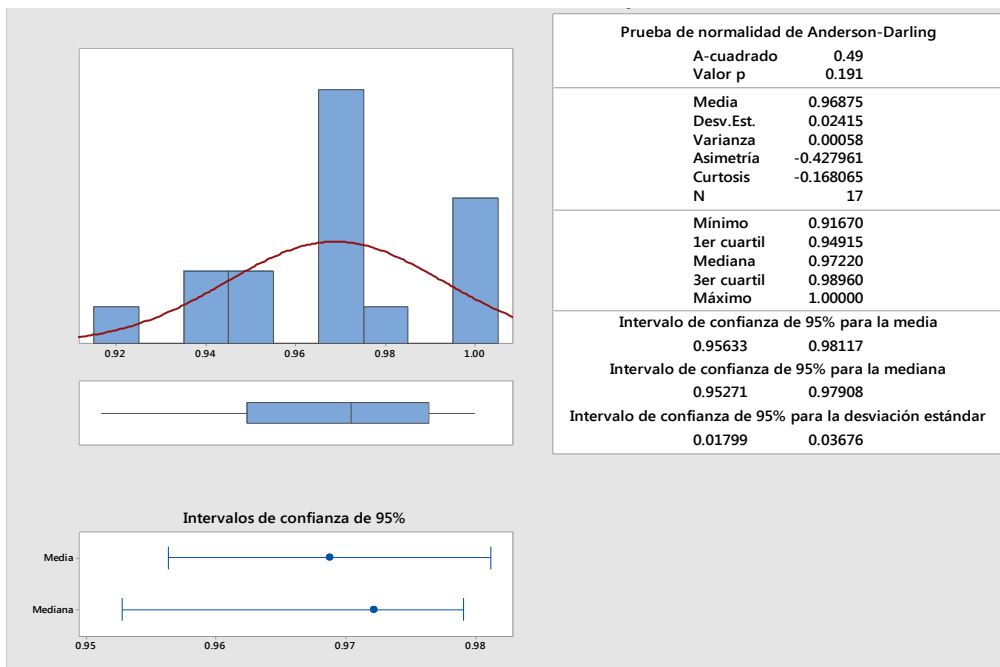 0.92 0.94 0.96 0.98 1.00
Intervalos de confianza de 95%
Media
Mediana
0.95 0.96 0.97 0.98
Prueba de normalidad de Anderson-Darling
A-cuadrado 0.49
Valor p 0.191
Media 0.96875
Desv.Est. 0.02415
Varianza 0.00058
Asimetría -0.427961
Curtosis -0.168065
N 17
Mínimo 0.91670
1er cuartil 0.94915
Mediana 0.97220
3er cuartil 0.98960
Máximo 1.00000
Intervalo de confianza de 95% para la media
0.95633 0.98117
Intervalo de confianza de 95% para la mediana
0.95271 0.97908
Intervalo de confianza de 95% para la desviación estándar
0.01799 0.03676